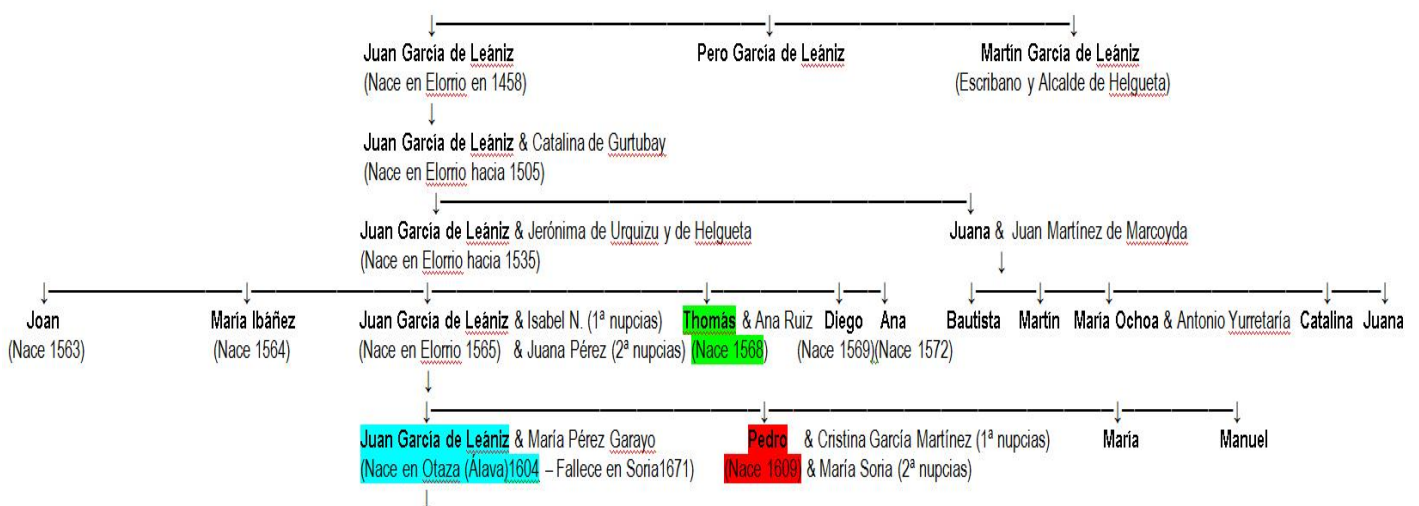 Juan García de Leániz Pero García de Leániz Martín García de Leániz
(Nace en Elorrio en 1458) (Escribano y Alcalde de Helgueta)
Juan García de Leániz & Catalina de Gurtubay
(Nace en Elorrio hacia 1505)
Juan García de Leániz & Jerónima de Urquizu y de Helgueta Juana & Juan Martínez de Marcoyda
(Nace en Elorrio hacia 1535)
Joan María Ibáñez Juan García de Leániz & Isabel N. (1ª nupcias) Thomás & Ana Ruiz Diego Ana Bautista Martín María Ochoa & Antonio Yurretaría Catalina Juana
(Nace 1563) (Nace 1564) (Nace en Elorrio 1565) & Juana Pérez (2ª nupcias) (Nace 1568) (Nace 1569)(Nace 1572)
Juan García de Leániz & María Pérez Garayo Pedro & Cristina García Martínez (1ª nupcias) María Manuel
(Nace en Otaza (Álava)1604 – Fallece en Soria1671) (Nace 1609) & María Soria (2ª nupcias)